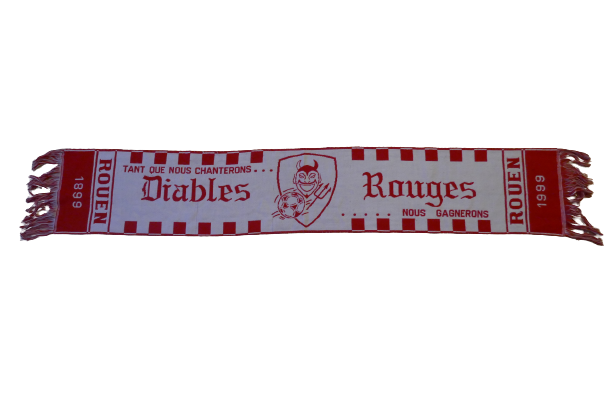 1899
ROUEN
TANT QUE NOUS CHANTERONS...
Diables Rouges
..... NOUS GAGNERONS
ROUEN
1999